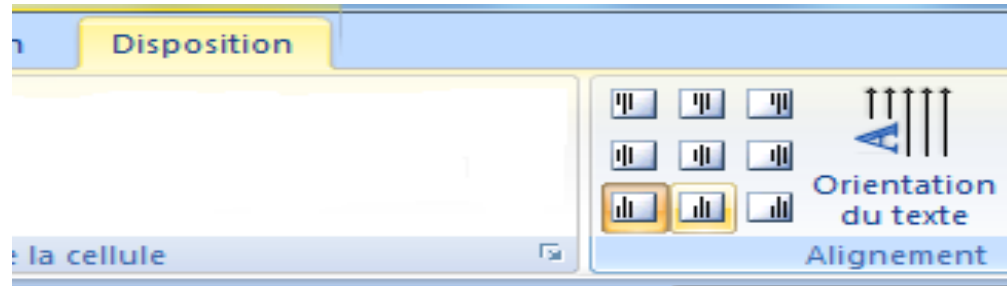 Disposition
Orientation
du texte
la cellule
Alignement